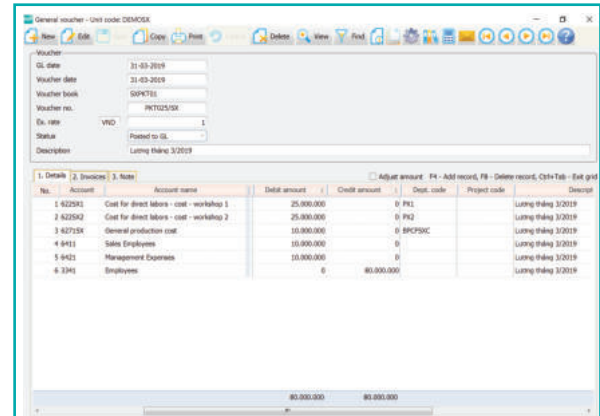 General voucher - Unit code: DEMOSX
New Edit Copy Print Delete View Find
Voucher
GL date 31-03-2019
Voucher date 31-03-2019
Voucher book SXPKT01
Voucher no. PKT025/SX
Ex. rate VND 1
Status Posted to GL
Description Lương tháng 3/2019
1. Details 2. Invoices 3. Note Adjust amount F4 - Add record, F8 - Delete record, Ctrl+Tab - Exit grid
No. Account Account name Debit amount Credit amount Dept. code Project code Descript
1 622SX1 Cost for direct labors - cost - workshop 1 25.000.000 0 PX1 Lương tháng 3/2019
2 622SX2 Cost for direct labors - cost - workshop 2 25.000.000 0 PX2 Lương tháng 3/2019
3 6271SX General production cost 10.000.000 0 BPCPSXC Lương tháng 3/2019
4 6411 Sales Employees 10.000.000 0 Lương tháng 3/2019
5 6421 Management Expenses 10.000.000 0 Lương tháng 3/2019
6 3341 Employees 0 80.000.000 Lương tháng 3/2019
80.000.000 80.000.000